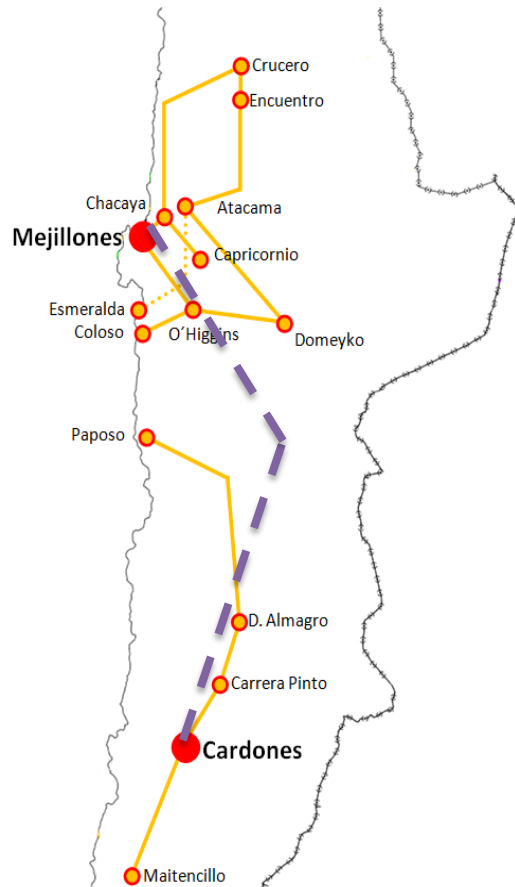 Crucero
Encuentro
Chacaya
Atacama
Mejillones
Capricornio
Esmeralda
Coloso
O´Higgins
Domeyko
Paposo
D. Almagro
Carrera Pinto
Cardones
Maitencillo